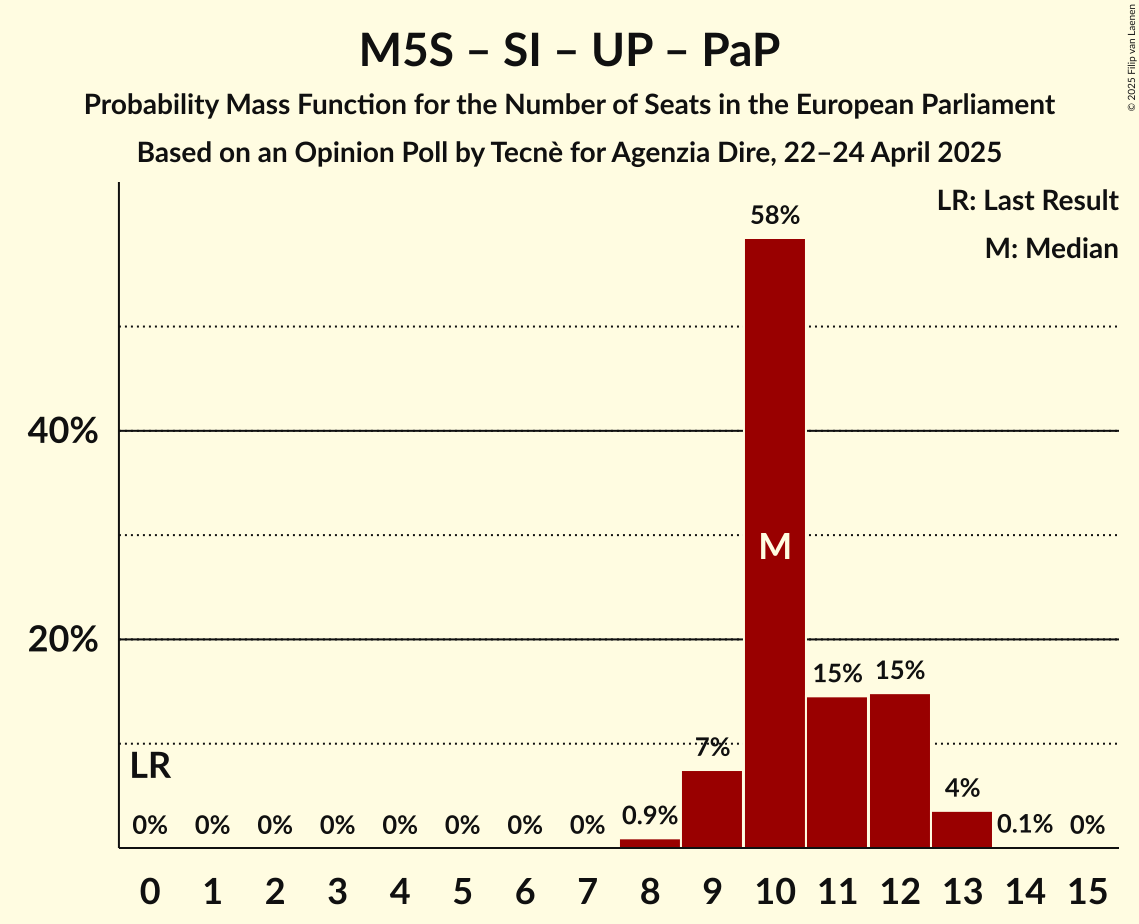 M5S – SI – UP – PaP
Probability Mass Function for the Number of Seats in the European Parliament
Based on an Opinion Poll by Tecnè for Agenzia Dire, 22–24 April 2025
© 2025 Filip van Laenen
LR: Last Result
M: Median
58%
40%
M
20%
15% 15%
7%
LR
4%
0% 0% 0% 0% 0% 0% 0% 0% 0.9% 0.1% 0%
0 1 2 3 4 5 6 7 8 9 10 11 12 13 14 15